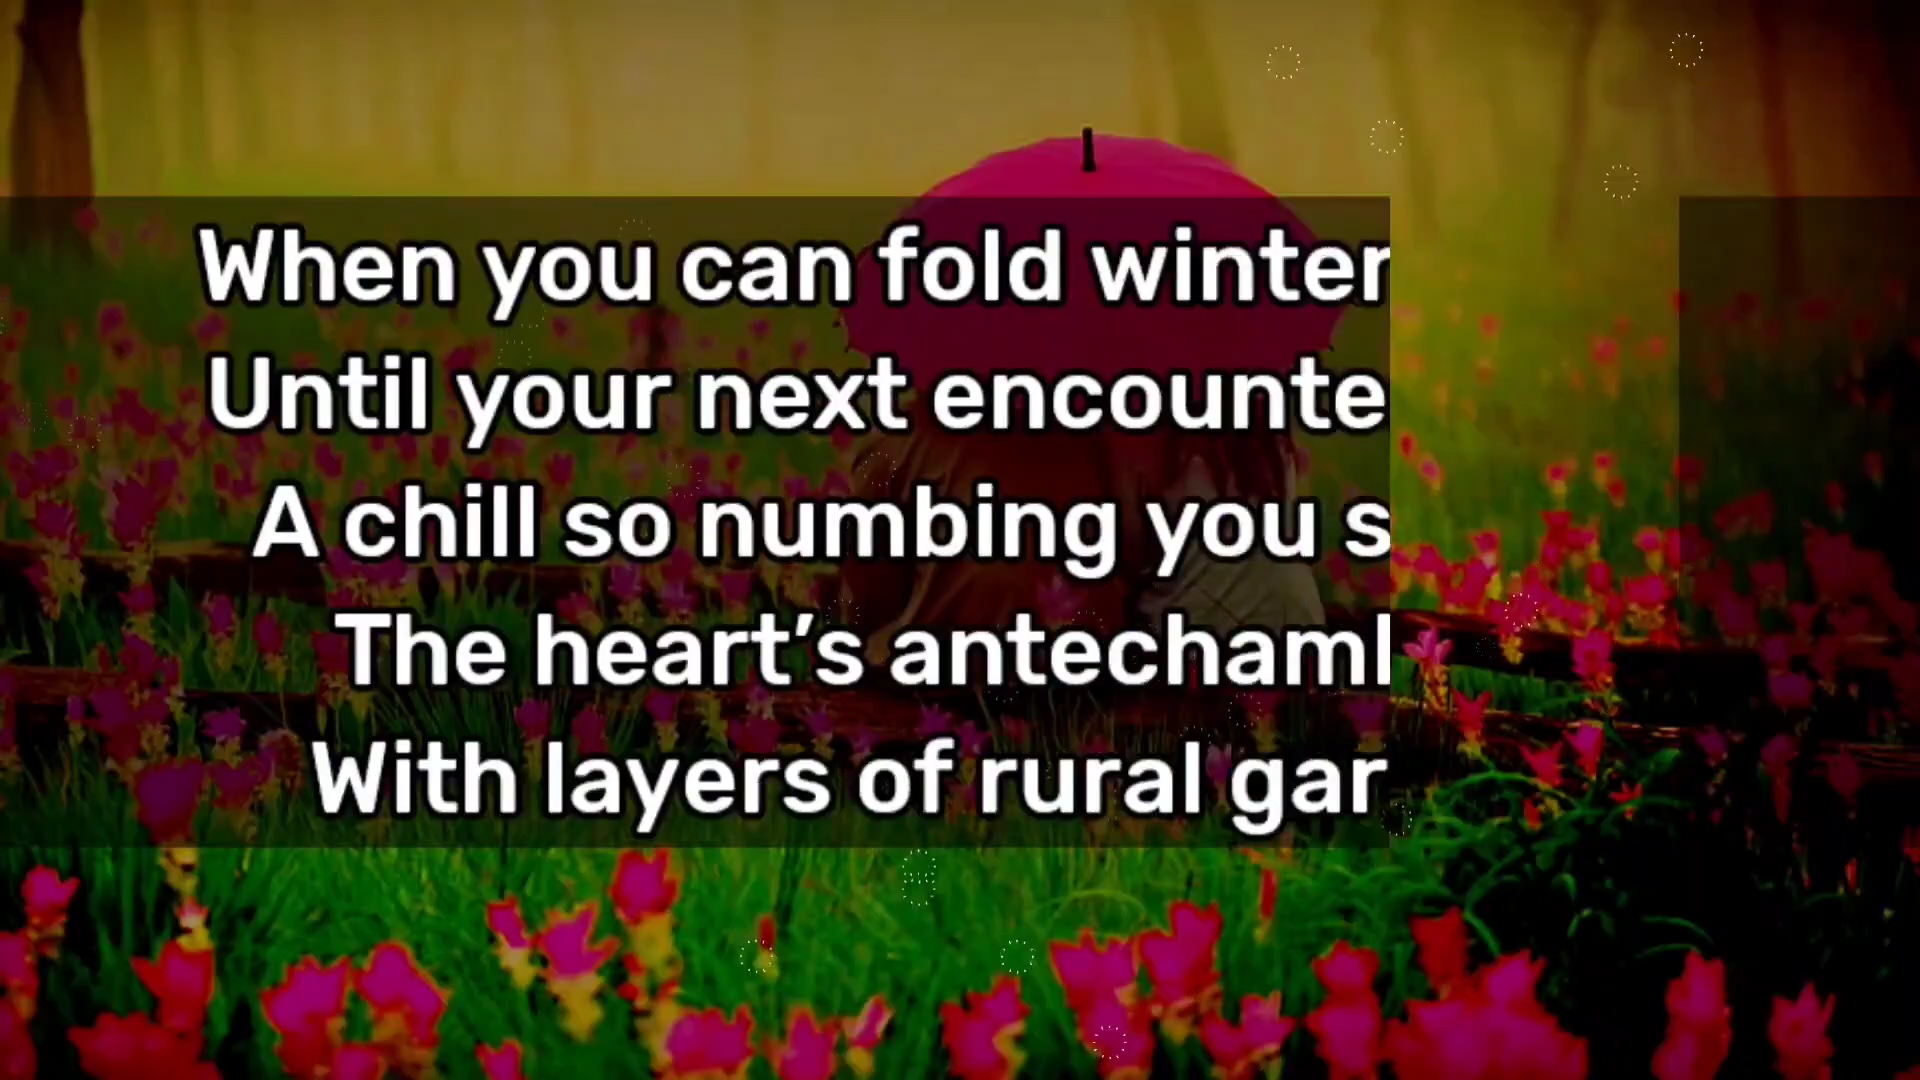 When you can fold winter
Until your next encounte
A chill so numbing you s
The heart’s antecham
With layers of rural gar